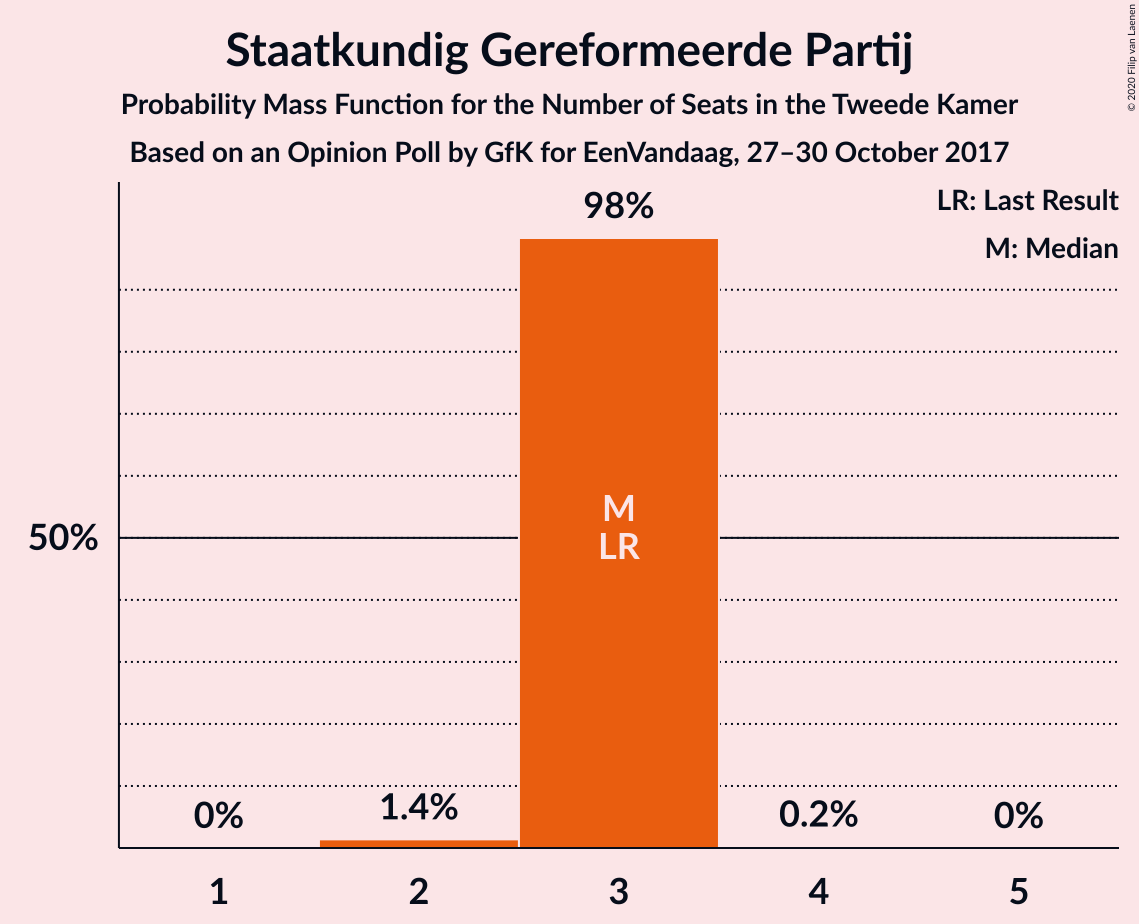 Staatkundig Gereformeerde Partij
Probability Mass Function for the Number of Seats in the Tweede Kamer
Based on an Opinion Poll by GfK for EenVandaag, 27–30 October 2017
© 2020 Filip van Laenen
LR: Last Result
M: Median
98%
M
LR
50%
0%
1.4%
0.2%
0%
1
2
3
4
5